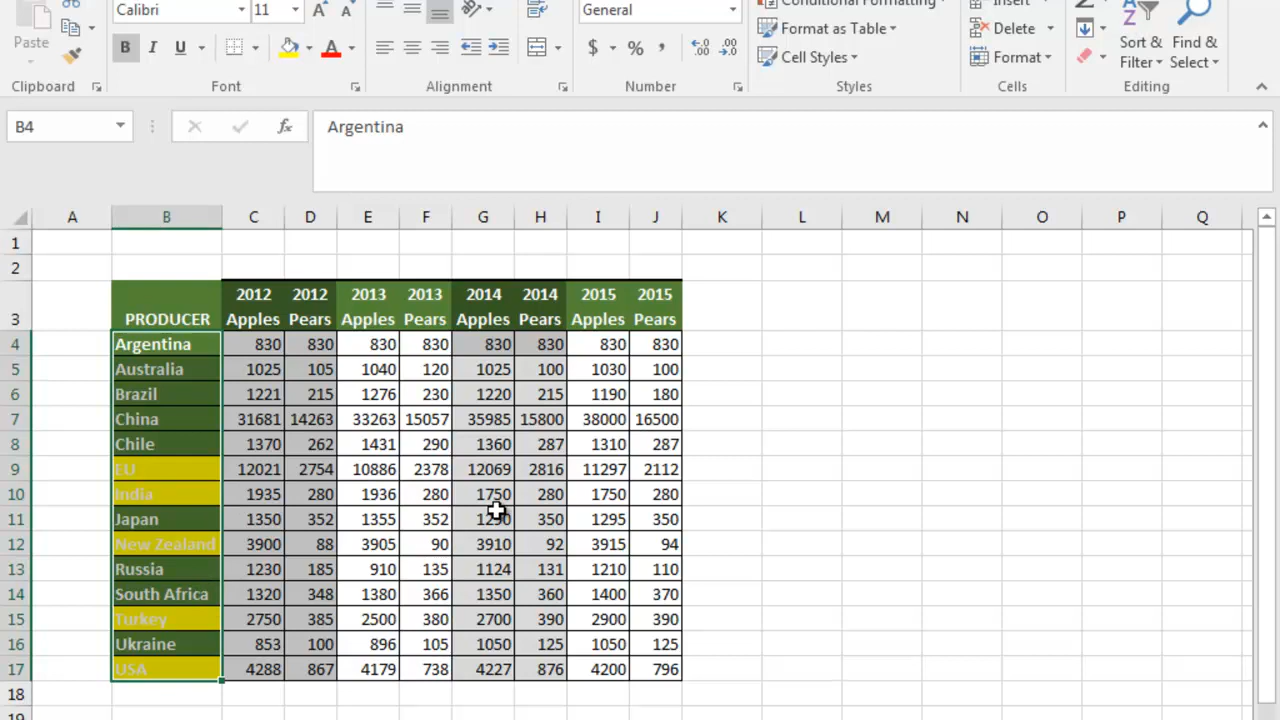 Calibri 11 General Conditional Formatting Insert
Paste B I U $ % , Format as Table Delete Sort & Find &
Cell Styles Format Filter Select
Clipboard Font Alignment Number Styles Cells Editing
B4 fx Argentina
A B C D E F G H I J K L M N O P Q
1
2
2012 2012 2013 2013 2014 2014 2015 2015
3 PRODUCER Apples Pears Apples Pears Apples Pears Apples Pears
4 Argentina 830 830 830 830 830 830 830 830
5 Australia 1025 105 1040 120 1025 100 1030 100
6 Brazil 1221 215 1276 230 1220 215 1190 180
7 China 31681 14263 33263 15057 35985 15800 38000 16500
8 Chile 1370 262 1431 290 1360 287 1310 287
9 EU 12021 2754 10886 2378 12069 2816 11297 2112
10 India 1935 280 1936 280 1750 280 1750 280
11 Japan 1350 352 1355 352 350 1295 350
12 New Zealand 3900 88 3905 90 3910 92 3915 94
13 Russia 1230 185 910 135 1124 131 1210 110
14 South Africa 1320 348 1380 366 1350 360 1400 370
15 Turkey 2750 385 2500 380 2700 390 2900 390
16 Ukraine 853 100 896 105 1050 125 1050 125
17 USA 4288 867 4179 738 4227 876 4200 796
18